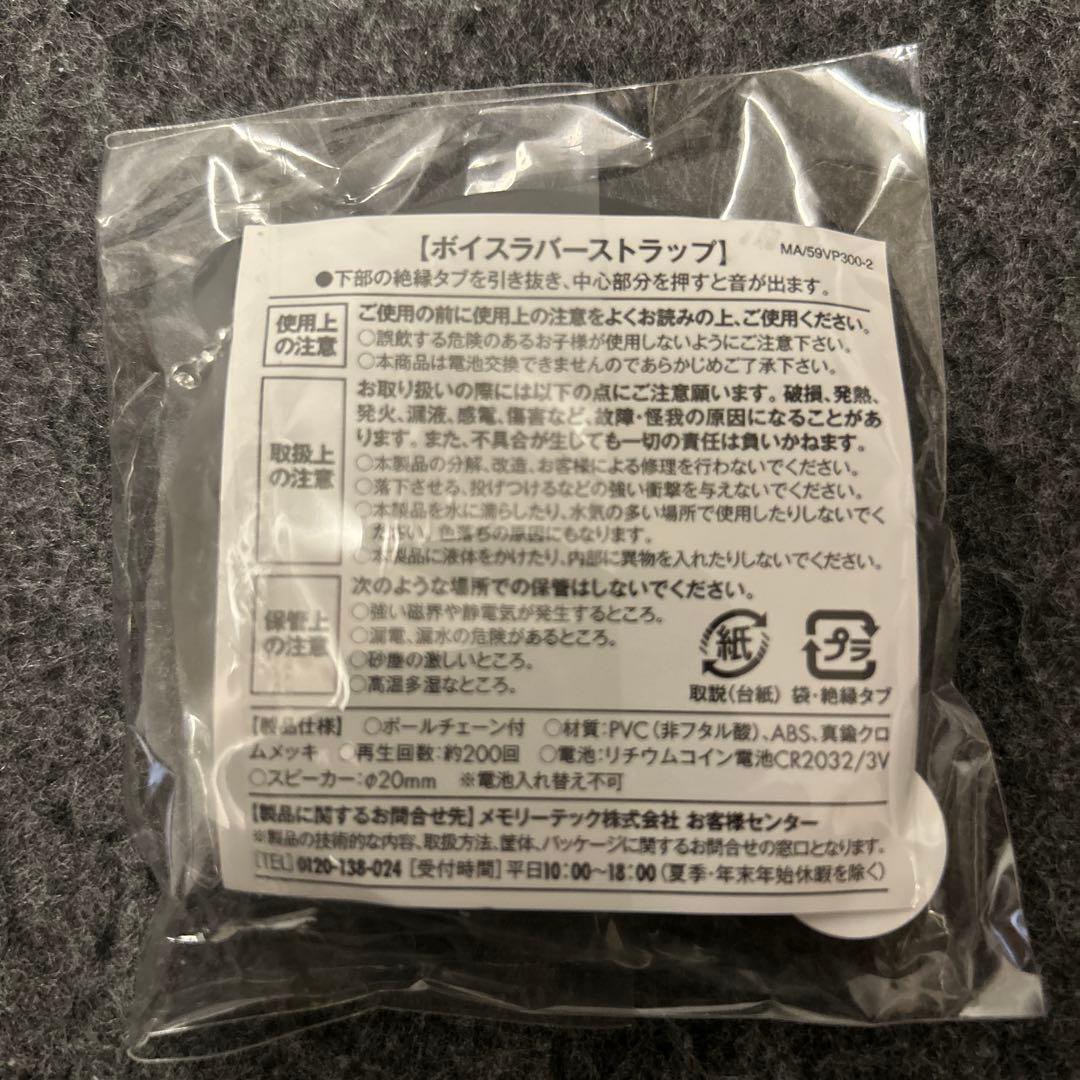 【ボイスラバーストラップ】 MA/59VP300-2
●下部の絶縁タブを引き抜き、中心部分を押すと音が出ます。
使用上の注意
ご使用の前に使用上の注意をよくお読みの上、ご使用ください。
○誤飲する危険のあるお子様が使用しないようにご注意下さい。
○本商品は電池交換できませんのであらかじめご了承下さい。
取扱上の注意
お取り扱いの際には以下の点にご注意願います。破損、発熱、
発火、漏液、感電、傷害など、故障・怪我の原因になることがあ
ります。また、不具合が生しても一切の責任は負いかねます。
○本製品の分解、改造、お客様による修理を行わないでください。
○落下させる、投げつけるなどの強い衝撃を与えないでください。
○本製品を水に濡らしたり、水気の多い場所で使用したりしないでく
ださい。色落ちの原因にもなります。
○本製品に液体をかけたり、内部に異物を入れたりしないでください。
保管上の注意
次のような場所での保管はしないでください。
○強い磁界や静電気が発生するところ。
○漏電、漏水の危険があるところ。
○砂塵の激しいところ。
○高温多湿なところ。
紙 プラ
取説(台紙) 袋・絶縁タブ
【製品仕様】 ○ボールチェーン付 ○材質:PVC(非フタル酸)、ABS、真鍮クロ
ムメッキ ○再生回数:約200回 ○電池:リチウムコイン電池CR2032/3V
○スピーカー:φ20mm ※電池入れ替え不可
【製品に関するお問合せ先】メモリーテック株式会社 お客様センター
※製品の技術的な内容、取扱方法、筐体、パッケージに関するお問合せの窓口となります。
[TEL] 0120-138-024 [受付時間] 平日10:00~18:00(夏季・年末年始休暇を除く)